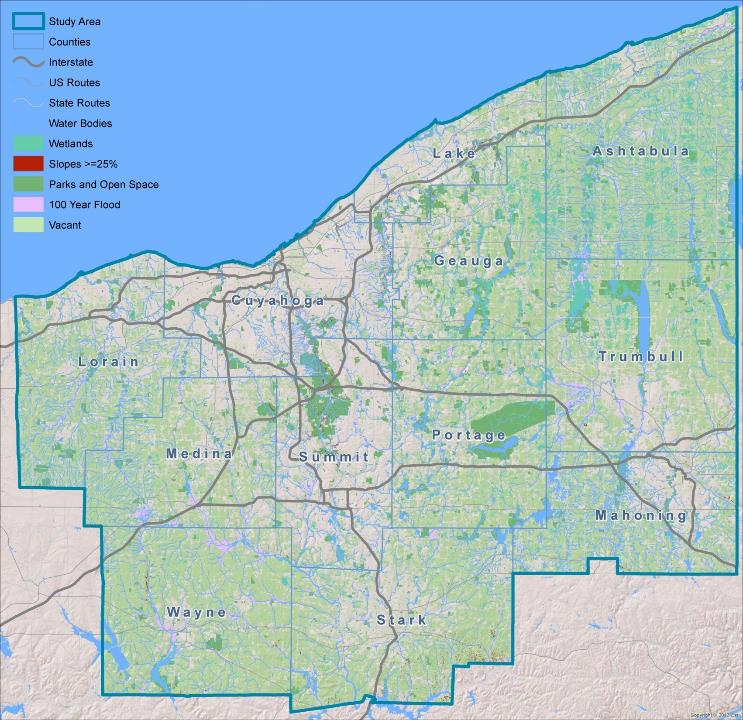 Study Area
Counties
Interstate
US Routes
State Routes
Water Bodies
Wetlands
Slopes >=25%
Parks and Open Space
100 Year Flood
Vacant
Lake
Ashtabula
Geauga
Cuyahoga
Trumbull
Lorain
Portage
Medina
Summit
Mahoning
Wayne
Stark